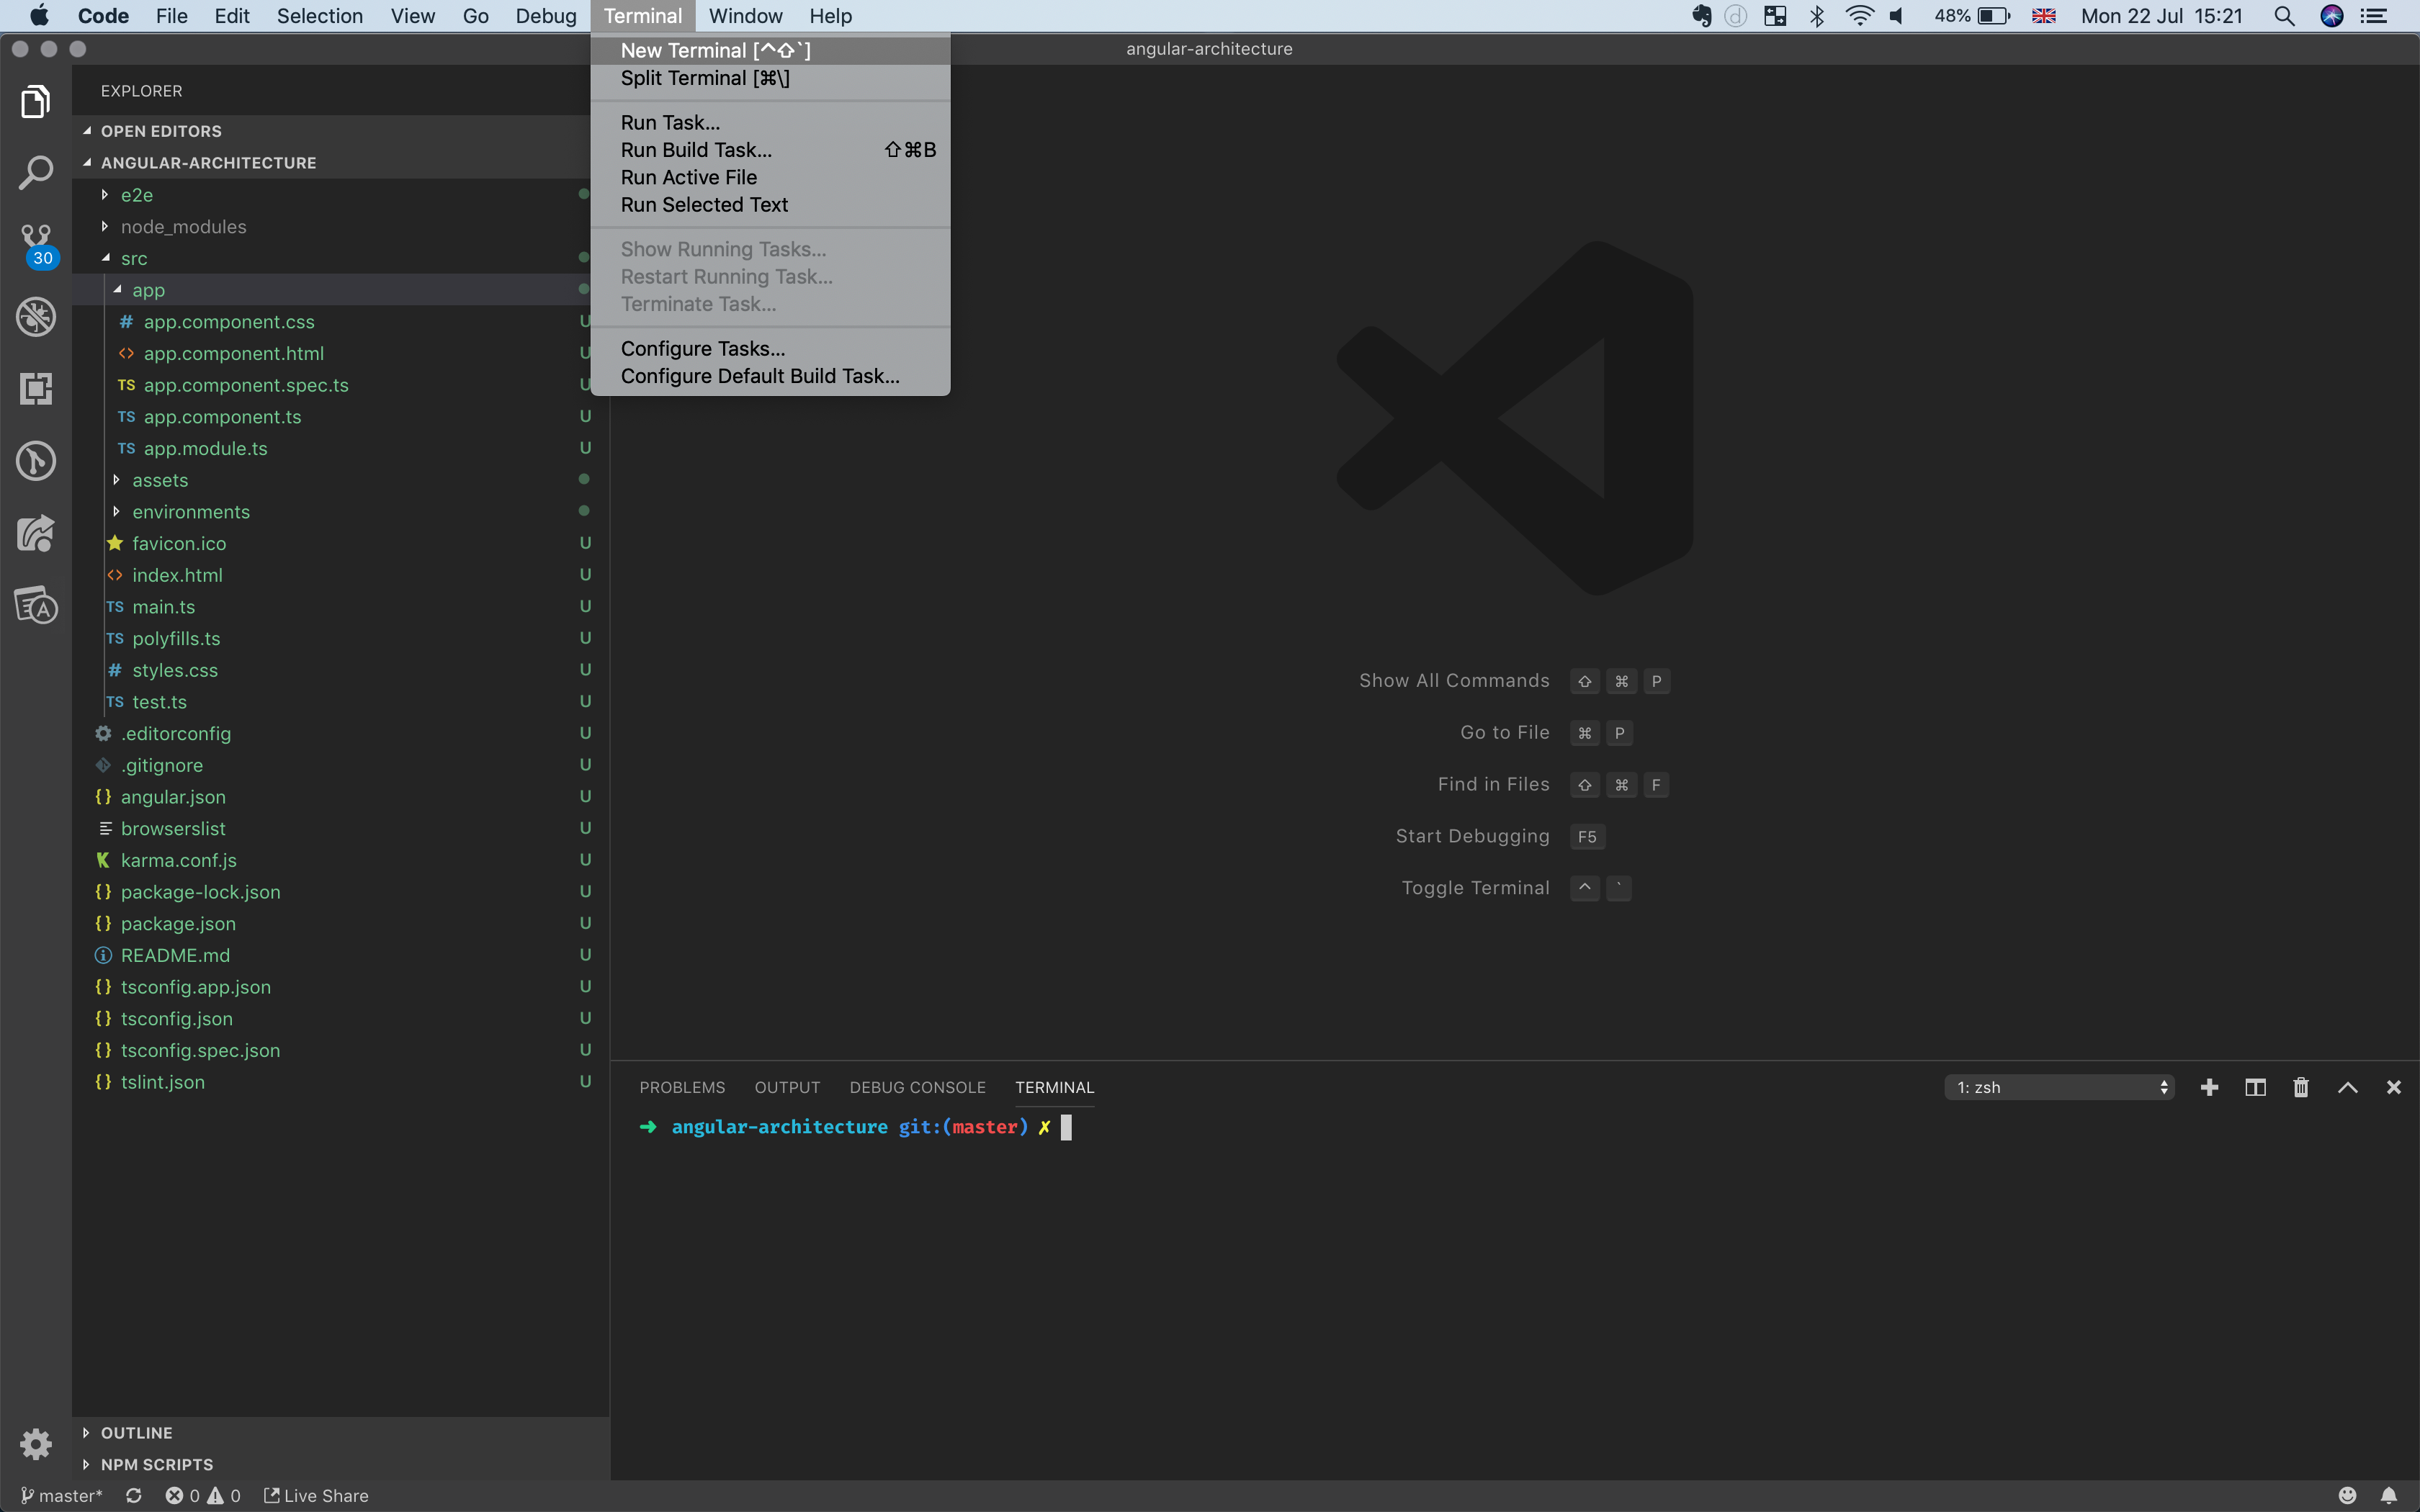 Code File Edit Selection View Go Debug Terminal Window Help 48% Mon 22 Jul 15:21
angular-architecture
New Terminal [^⇧`]
Split Terminal [⌘\]
Run Task...
Run Build Task... ⇧⌘B
Run Active File
Run Selected Text
Show Running Tasks...
Restart Running Task...
Terminate Task...
Configure Tasks...
Configure Default Build Task...
EXPLORER
OPEN EDITORS
ANGULAR-ARCHITECTURE
e2e
node_modules
30
src
app
# app.component.css U
<> app.component.html U
TS app.component.spec.ts U
TS app.component.ts U
TS app.module.ts U
assets
environments
favicon.ico U
<> index.html U
TS main.ts U
TS polyfills.ts U
# styles.css U
TS test.ts U
.editorconfig U
.gitignore U
{} angular.json U
browserslist U
K karma.conf.js U
{} package-lock.json U
{} package.json U
README.md U
{} tsconfig.app.json U
{} tsconfig.json U
{} tsconfig.spec.json U
{} tslint.json U
OUTLINE
NPM SCRIPTS
Show All Commands ⇧ ⌘ P
Go to File ⌘ P
Find in Files ⇧ ⌘ F
Start Debugging F5
Toggle Terminal ^ `
PROBLEMS OUTPUT DEBUG CONSOLE TERMINAL 1: zsh
➜ angular-architecture git:(master) ✗
master* 0 0 Live Share